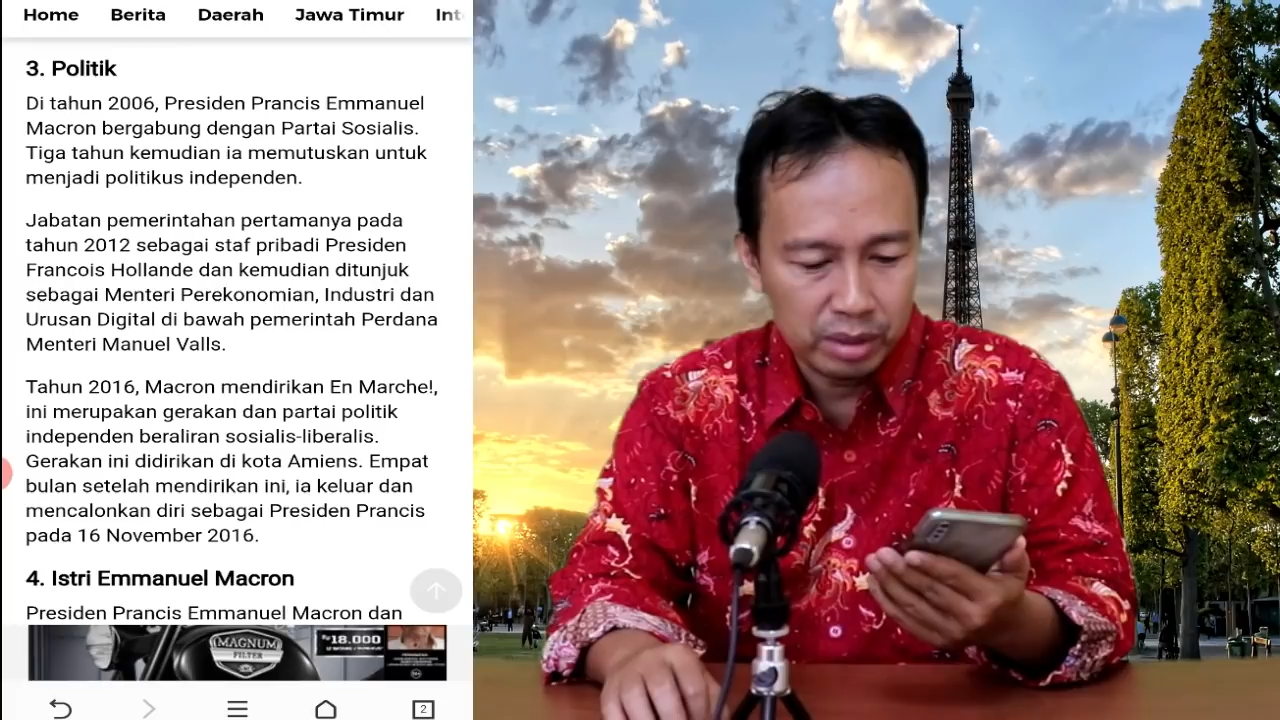 Home Berita Daerah Jawa Timur Int
3. Politik
Di tahun 2006, Presiden Prancis Emmanuel
Macron bergabung dengan Partai Sosialis.
Tiga tahun kemudian ia memutuskan untuk
menjadi politikus independen.
Jabatan pemerintahan pertamanya pada
tahun 2012 sebagai staf pribadi Presiden
Francois Hollande dan kemudian ditunjuk
sebagai Menteri Perekonomian, Industri dan
Urusan Digital di bawah pemerintah Perdana
Menteri Manuel Valls.
Tahun 2016, Macron mendirikan En Marche!,
ini merupakan gerakan dan partai politik
independen beraliran sosialis-liberalis.
Gerakan ini didirikan di kota Amiens. Empat
bulan setelah mendirikan ini, ia keluar dan
mencalonkan diri sebagai Presiden Prancis
pada 16 November 2016.
4. Istri Emmanuel Macron
Presiden Prancis Emmanuel Macron dan
MAGNUM
FILTER
Rp18.000
2